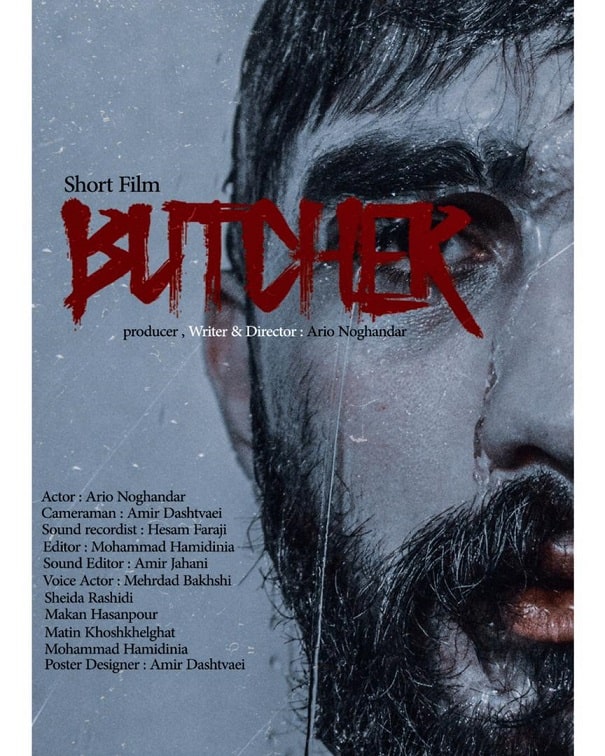 Short Film
BUTCHER
producer , Writer & Director : Ario Noghandar
Actor : Ario Noghandar
Cameraman : Amir Dashtvaei
Sound recordist : Hesam Faraji
Editor : Mohammad Hamidinia
Sound Editor : Amir Jahani
Voice Actor : Mehrdad Bakhshi
Sheida Rashidi
Makan Hasanpour
Matin Khoshkhelghat
Mohammad Hamidinia
Poster Designer : Amir Dashtvaei